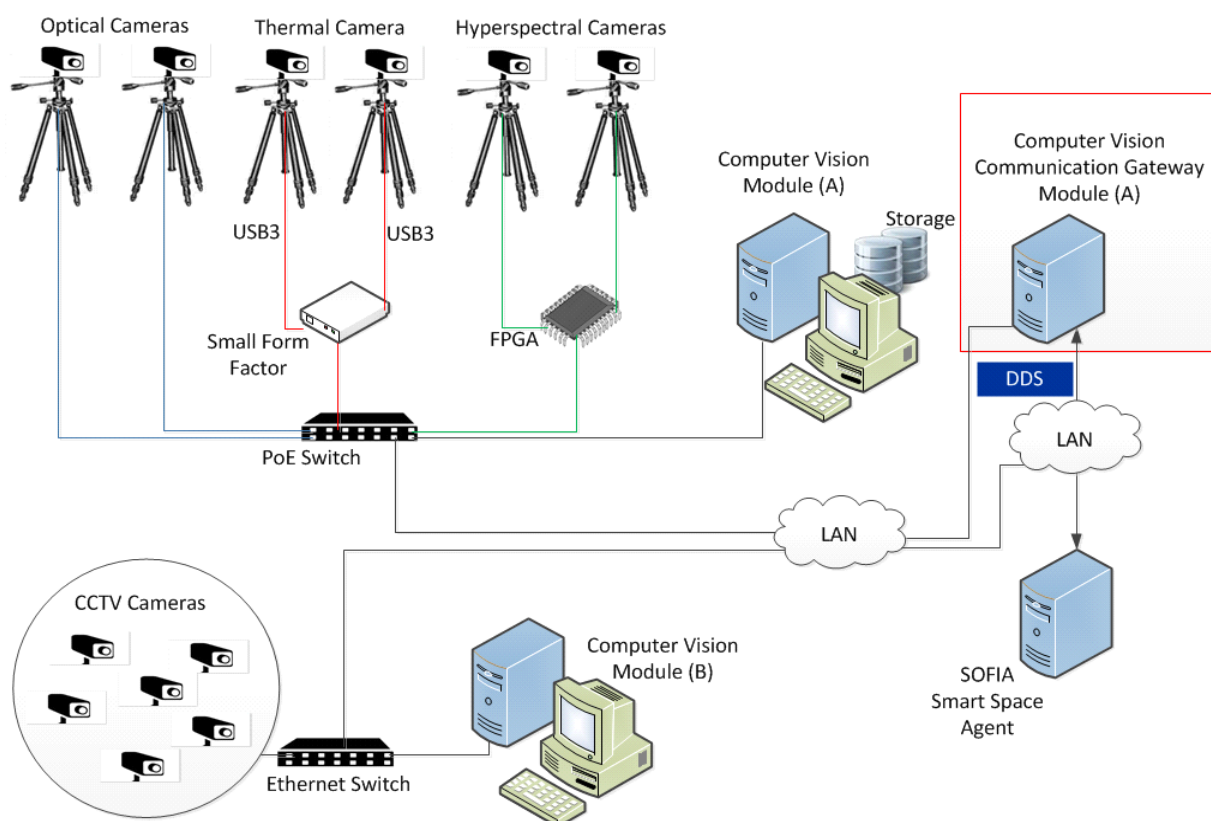 Optical Cameras
Thermal Camera
Hyperspectral Cameras
Computer Vision
Module (A)
Storage
Computer Vision
Communication Gateway
Module (A)
USB3
USB3
Small Form
Factor
FPGA
DDS
PoE Switch
LAN
LAN
CCTV Cameras
Computer Vision
Module (B)
SOFIA
Smart Space
Agent
Ethernet Switch